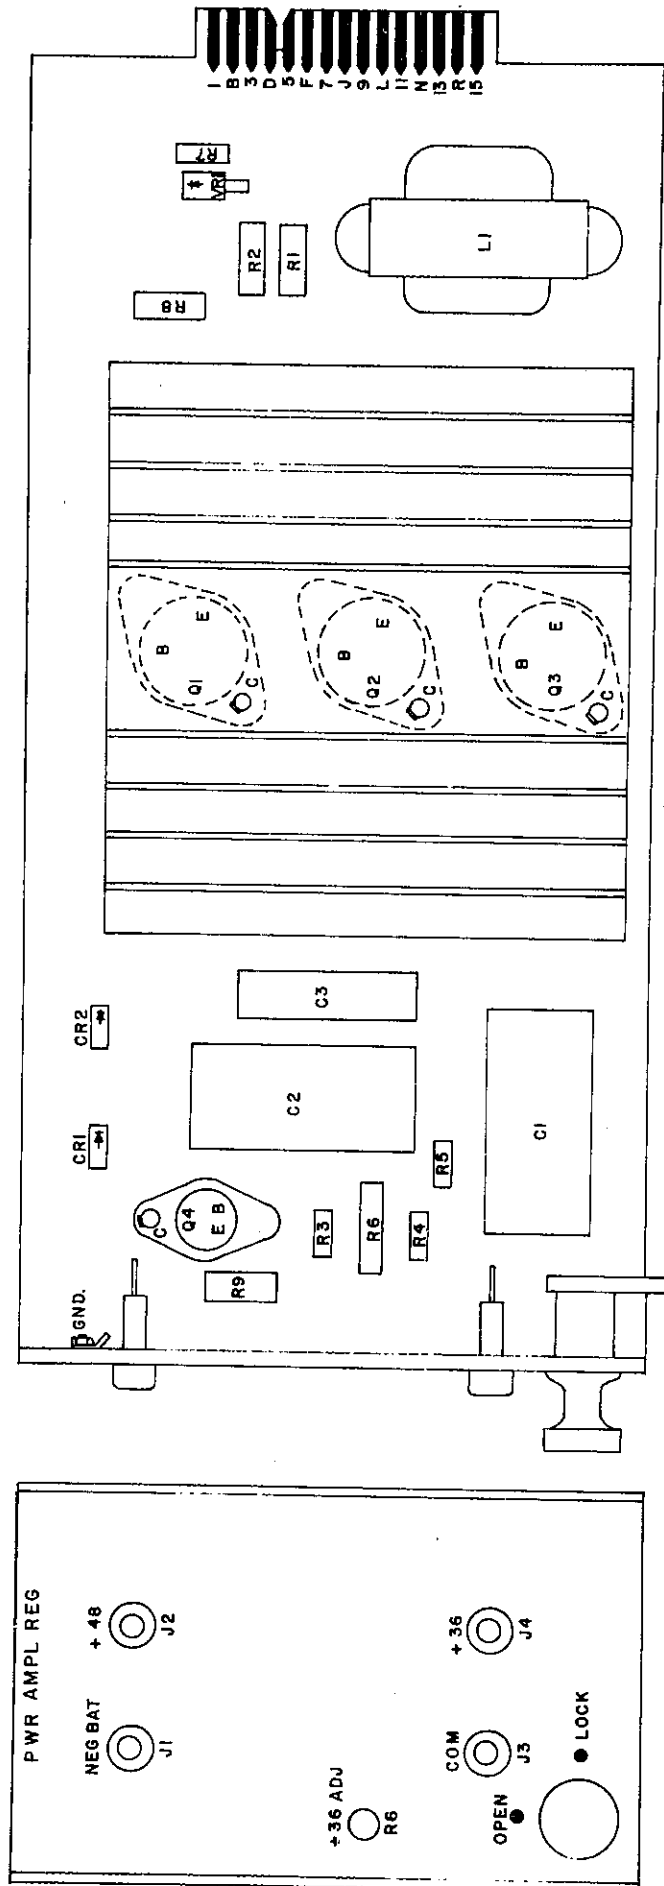 1
B
3
D
5
F
7
J
9
L
11
N
13
R
15
R7
* VR1
R2
R1
R8
L1
B
E
Q1
C
B
E
Q2
C
B
E
Q3
C
CR2
C3
CR1
C2
C1
R5
C
Q4
E B
R3
R6
R4
R9
GND.
PWR AMPL REG
+48
J2
NEG BAT
J1
+36
J4
COM
J3
+36 ADJ
R6
OPEN
LOCK